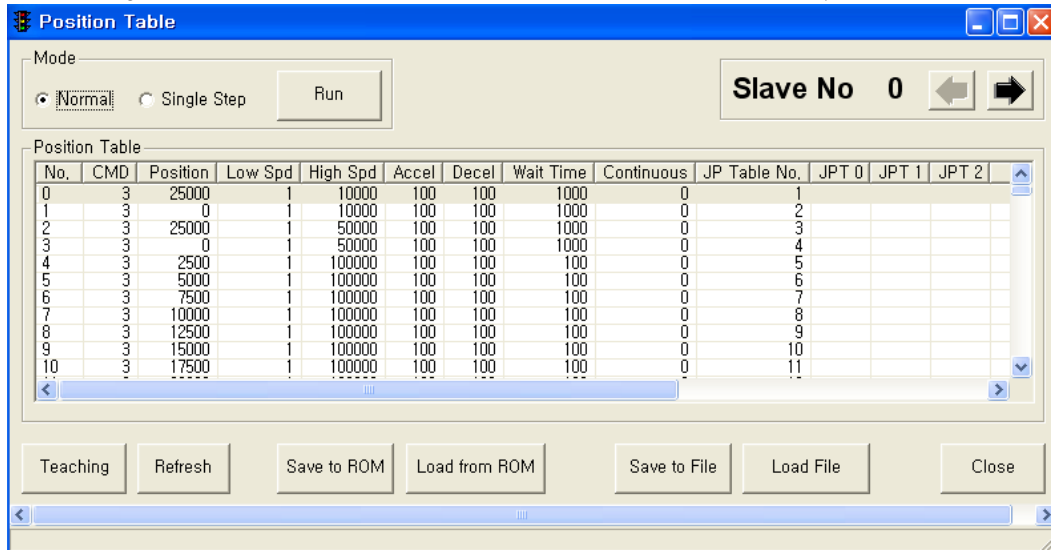 Position Table
Mode
Normal Single Step Run
Slave No 0
Position Table
No. CMD Position Low Spd High Spd Accel Decel Wait Time Continuous JP Table No. JPT 0 JPT 1 JPT 2
0 3 25000 1 10000 100 100 1000 0 1
1 3 0 1 10000 100 100 1000 0 2
2 3 25000 1 50000 100 100 1000 0 3
3 3 0 1 50000 100 100 1000 0 4
4 3 2500 1 100000 100 100 100 0 5
5 3 5000 1 100000 100 100 100 0 6
6 3 7500 1 100000 100 100 100 0 7
7 3 10000 1 100000 100 100 100 0 8
8 3 12500 1 100000 100 100 100 0 9
9 3 15000 1 100000 100 100 100 0 10
10 3 17500 1 100000 100 100 100 0 11
Teaching Refresh Save to ROM Load from ROM Save to File Load File Close